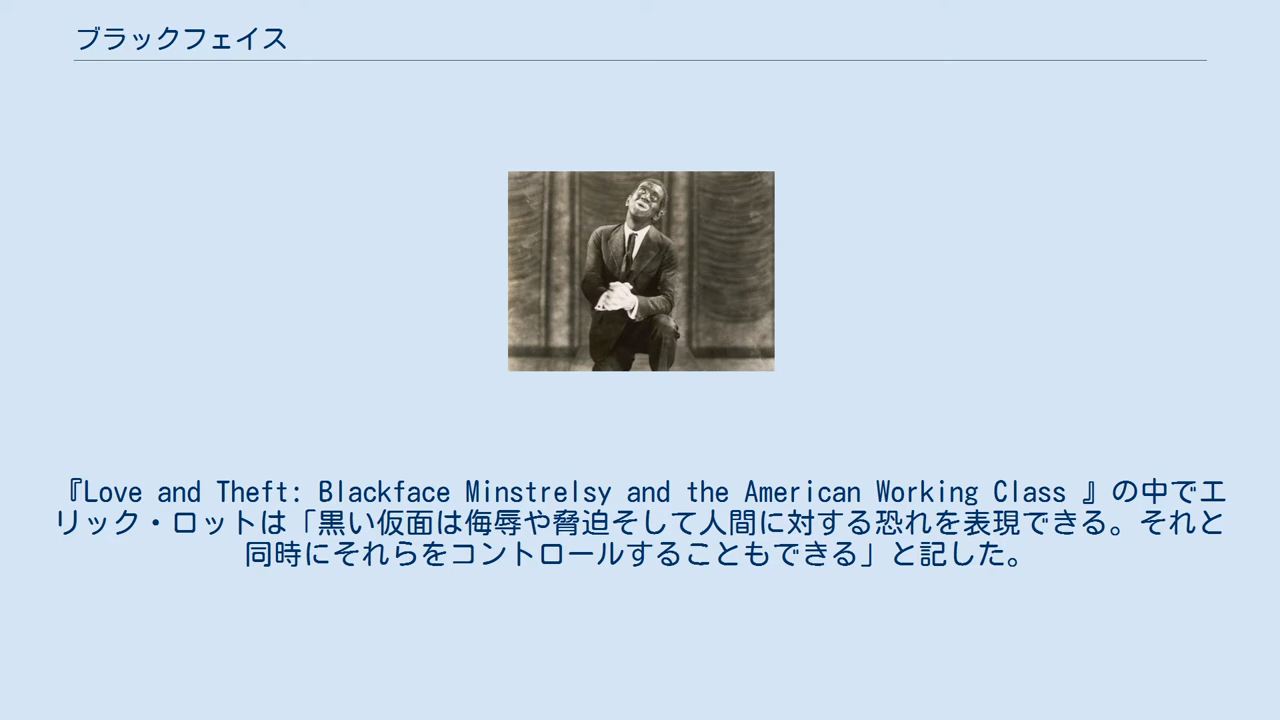 ブラックフェイス
『Love and Theft: Blackface Minstrelsy and the American Working Class 』の中でエ
リック・ロットは「黒い仮面は侮辱や脅迫そして人間に対する恐れを表現できる。それと
同時にそれらをコントロールすることもできる」と記した。